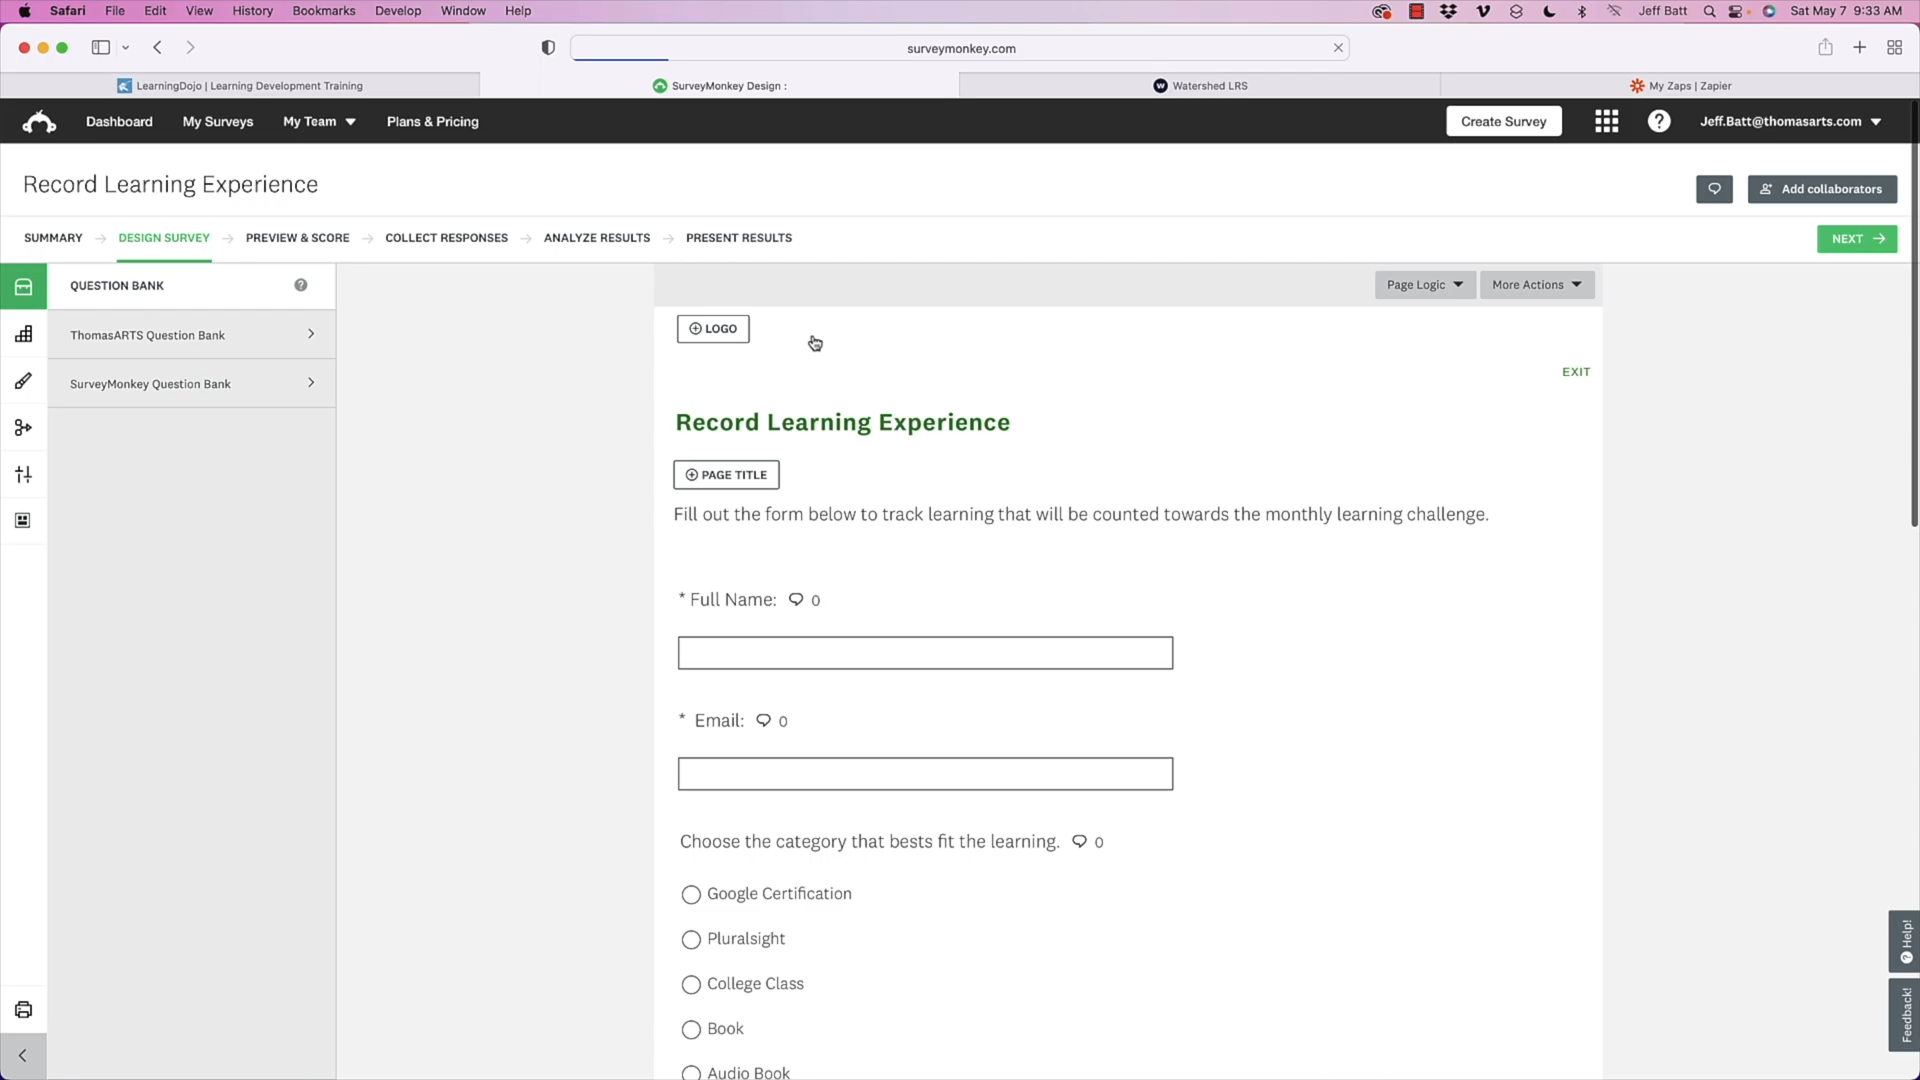 Safari File Edit View History Bookmarks Develop Window Help Jeff Batt Sat May 7 9:33 AM
surveymonkey.com
LearningDojo | Learning Development Training SurveyMonkey Design : Watershed LRS My Zaps | Zapier
Dashboard My Surveys My Team Plans & Pricing Create Survey Jeff.Batt@thomasarts.com
Record Learning Experience
Add collaborators
SUMMARY DESIGN SURVEY PREVIEW & SCORE COLLECT RESPONSES ANALYZE RESULTS PRESENT RESULTS NEXT
QUESTION BANK
Page Logic More Actions
ThomasARTS Question Bank
SurveyMonkey Question Bank
LOGO
EXIT
Record Learning Experience
PAGE TITLE
Fill out the form below to track learning that will be counted towards the monthly learning challenge.
* Full Name: 0
* Email: 0
Choose the category that bests fit the learning. 0
Google Certification
Pluralsight
College Class
Book
Audio Book
Help!
Feedback!